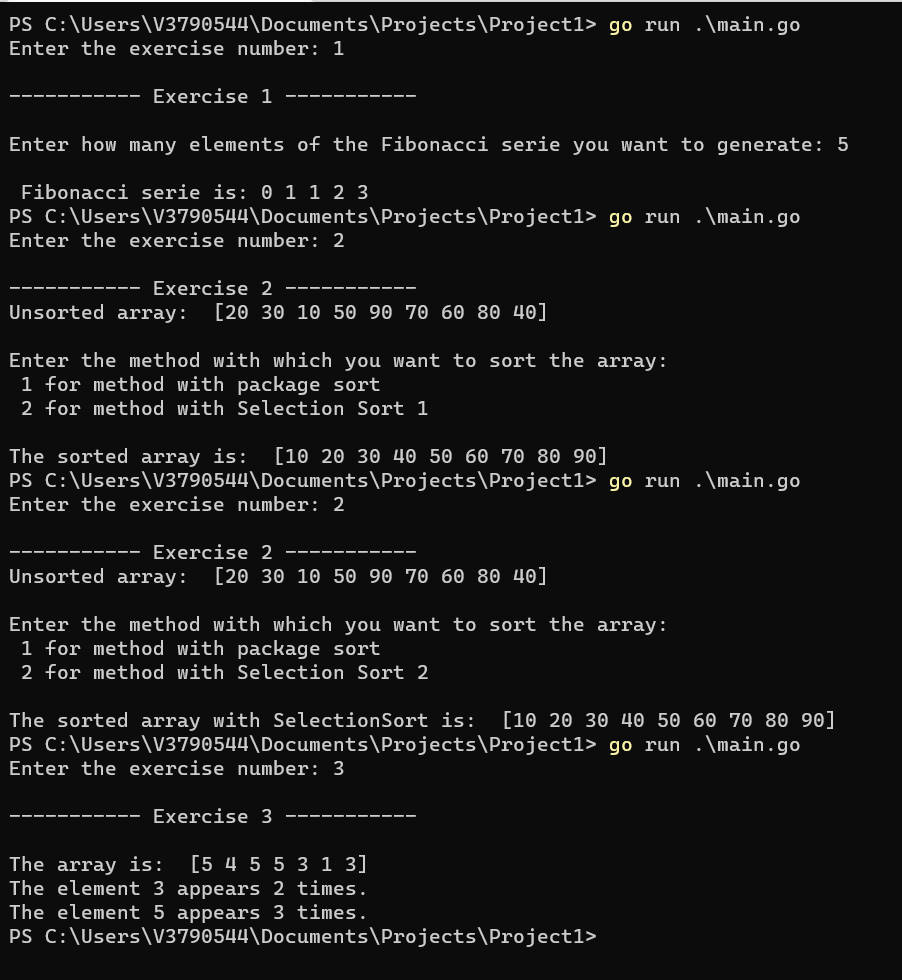 PS C:\Users\V3790544\Documents\Projects\Project1> go run .\main.go
Enter the exercise number: 1
----------- Exercise 1 -----------
Enter how many elements of the Fibonacci serie you want to generate: 5
Fibonacci serie is: 0 1 1 2 3
PS C:\Users\V3790544\Documents\Projects\Project1> go run .\main.go
Enter the exercise number: 2
----------- Exercise 2 -----------
Unsorted array:  [20 30 10 50 90 70 60 80 40]
Enter the method with which you want to sort the array:
1 for method with package sort
2 for method with Selection Sort 1
The sorted array is:  [10 20 30 40 50 60 70 80 90]
PS C:\Users\V3790544\Documents\Projects\Project1> go run .\main.go
Enter the exercise number: 2
----------- Exercise 2 -----------
Unsorted array:  [20 30 10 50 90 70 60 80 40]
Enter the method with which you want to sort the array:
1 for method with package sort
2 for method with Selection Sort 2
The sorted array with SelectionSort is:  [10 20 30 40 50 60 70 80 90]
PS C:\Users\V3790544\Documents\Projects\Project1> go run .\main.go
Enter the exercise number: 3
----------- Exercise 3 -----------
The array is:  [5 4 5 5 3 1 3]
The element 3 appears 2 times.
The element 5 appears 3 times.
PS C:\Users\V3790544\Documents\Projects\Project1>